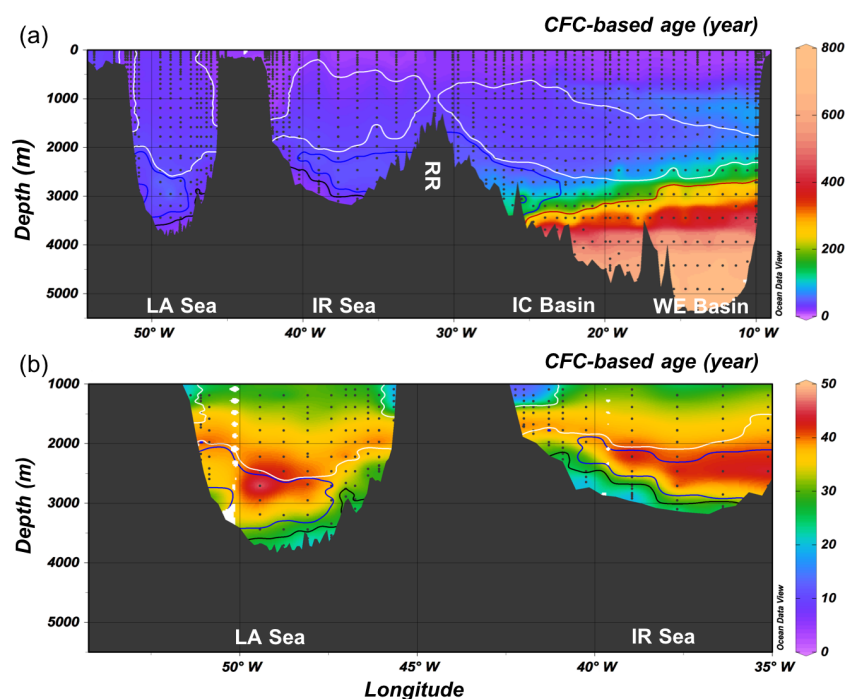 (a)
CFC-based age (year)
0
1000
2000
3000
4000
5000
Depth (m)
RR
LA Sea
IR Sea
IC Basin
WE Basin
50° W
40° W
30° W
20° W
10° W
800
600
400
200
0
Ocean Data View
(b)
CFC-based age (year)
1000
2000
3000
4000
5000
Depth (m)
LA Sea
IR Sea
50° W
45° W
40° W
35° W
Longitude
50
40
30
20
10
0
Ocean Data View